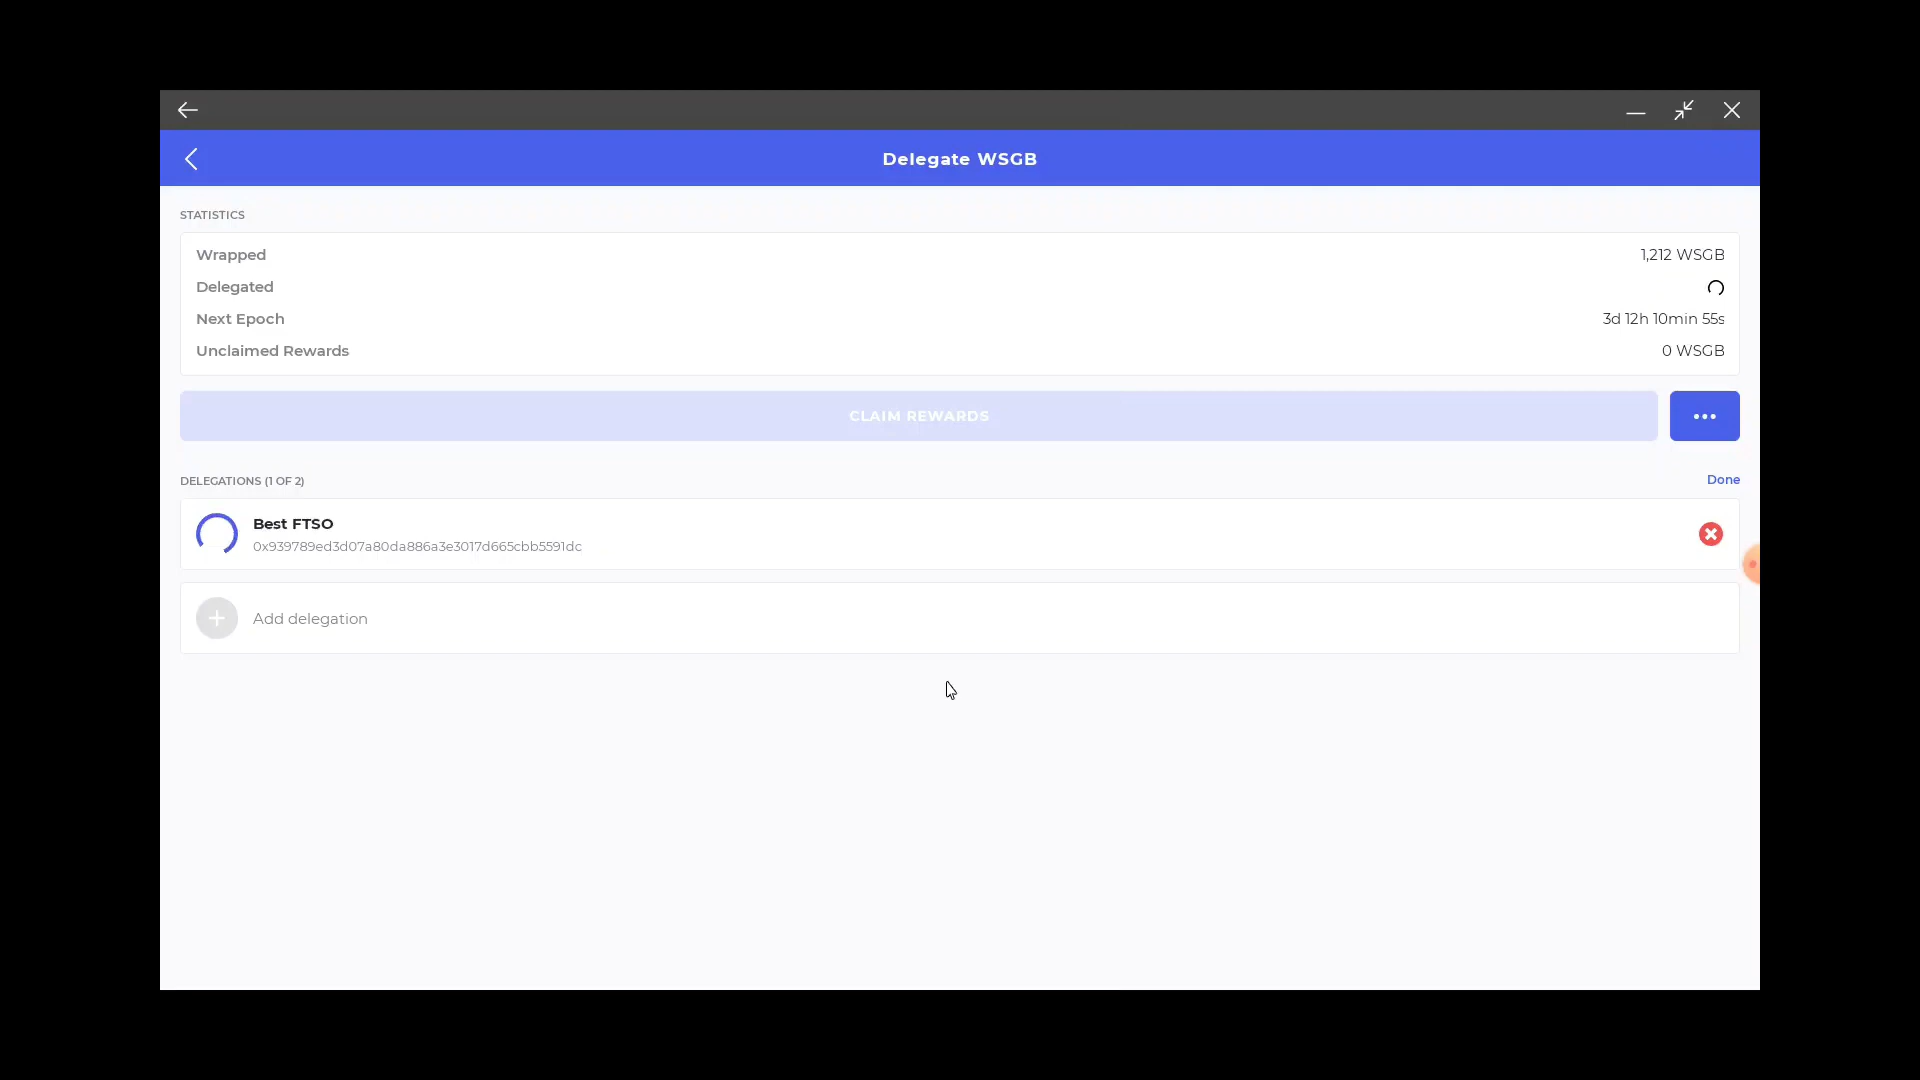 Delegate WSGB
STATISTICS
Wrapped 1,212 WSGB
Delegated
Next Epoch 3d 12h 10min 55s
Unclaimed Rewards 0 WSGB
CLAIM REWARDS
DELEGATIONS (1 OF 2) Done
Best FTSO
0x939789ed3d07a80da886a3e3017d665cbb5591dc
Add delegation